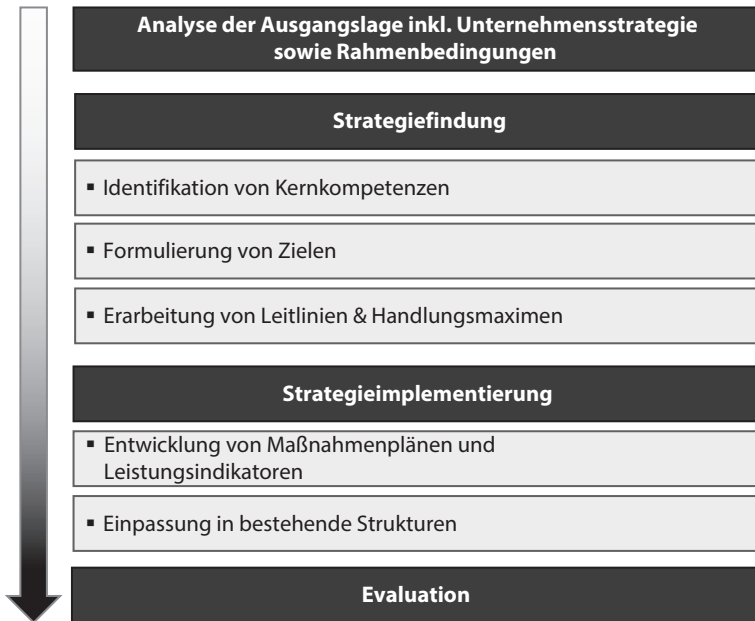 Analyse der Ausgangslage inkl. Unternehmensstrategie
sowie Rahmenbedingungen
Strategiefindung
▪ Identifikation von Kernkompetenzen
▪ Formulierung von Zielen
▪ Erarbeitung von Leitlinien & Handlungsmaximen
Strategieimplementierung
▪ Entwicklung von Maßnahmenplänen und
Leistungsindikatoren
▪ Einpassung in bestehende Strukturen
Evaluation